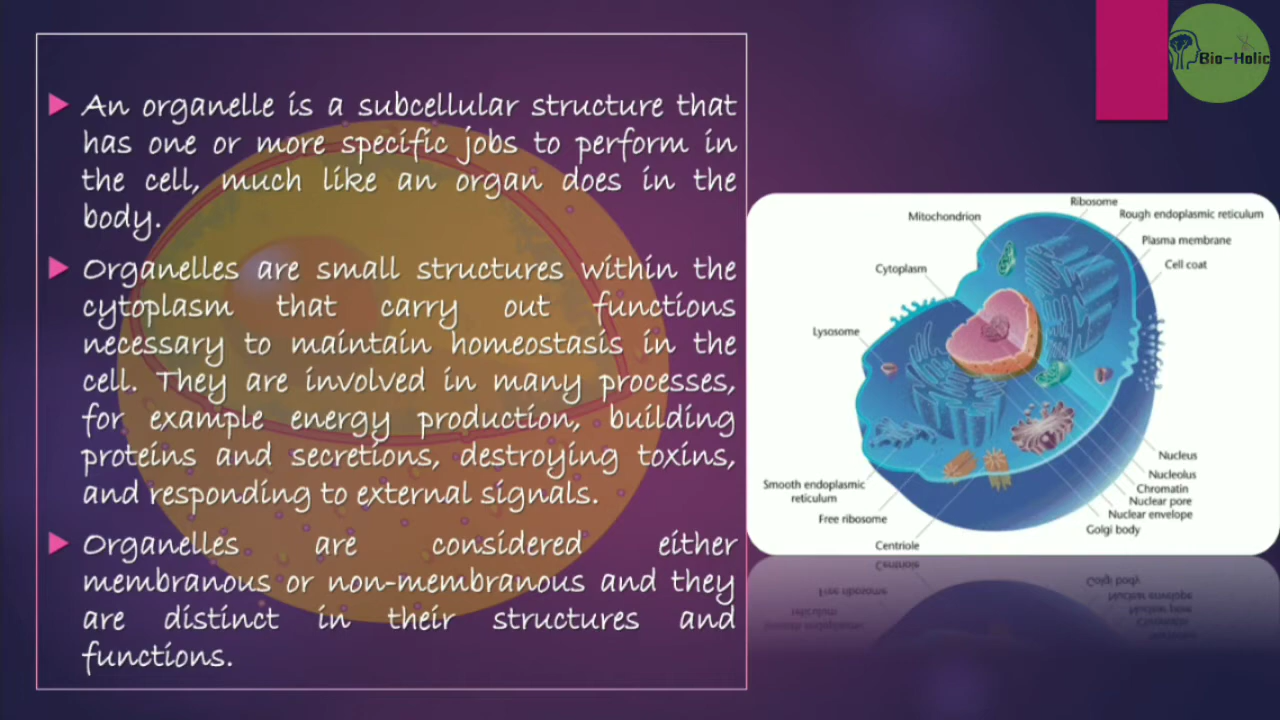 An organelle is a subcellular structure that
has one or more specific jobs to perform in
the cell, much like an organ does in the
body.
Organelles are small structures within the
cytoplasm that carry out functions
necessary to maintain homeostasis in the
cell. They are involved in many processes,
for example energy production, building
proteins and secretions, destroying toxins,
and responding to external signals.
Organelles are considered either
membranous or non-membranous and they
are distinct in their structures and
functions.
Bio-Holic
Ribosome
Mitochondrion
Rough endoplasmic reticulum
Plasma membrane
Cell coat
Cytoplasm
Lysosome
Nucleus
Nucleolus
Chromatin
Nuclear pore
Nuclear envelope
Golgi body
Smooth endoplasmic
reticulum
Free ribosome
Centriole